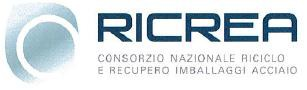 RICREA
CONSORZIO NAZIONALE RICICLO
E RECUPERO IMBALLAGGI ACCIAIO